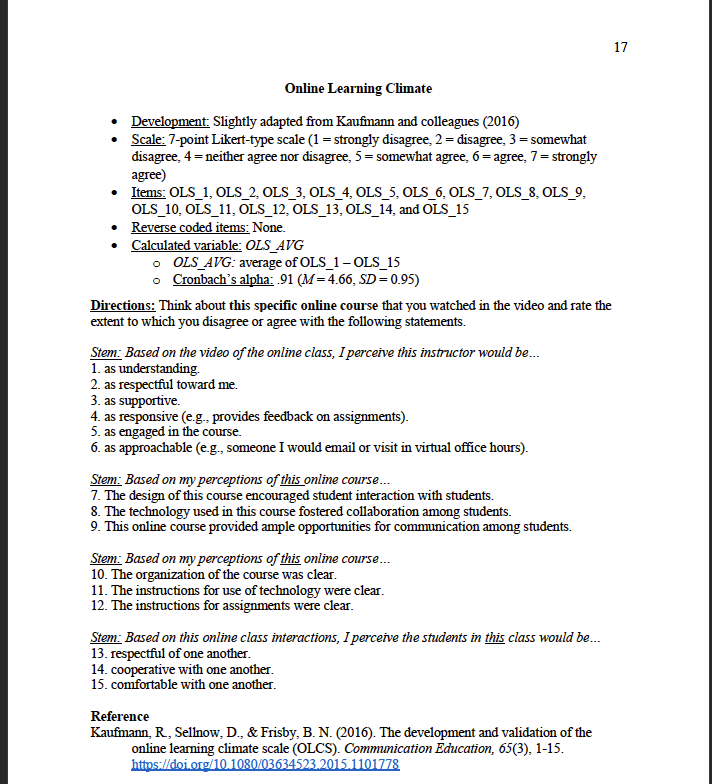 17
Online Learning Climate
• Development: Slightly adapted from Kaufmann and colleagues (2016)
• Scale: 7-point Likert-type scale (1 = strongly disagree, 2 = disagree, 3 = somewhat
disagree, 4 = neither agree nor disagree, 5 = somewhat agree, 6 = agree, 7 = strongly
agree)
• Items: OLS_1, OLS_2, OLS_3, OLS_4, OLS_5, OLS_6, OLS_7, OLS_8, OLS_9,
OLS_10, OLS_11, OLS_12, OLS_13, OLS_14, and OLS_15
• Reverse coded items: None.
• Calculated variable: OLS_AVG
o OLS_AVG: average of OLS_1 – OLS_15
o Cronbach's alpha: .91 (M = 4.66, SD = 0.95)
Directions: Think about this specific online course that you watched in the video and rate the
extent to which you disagree or agree with the following statements.
Stem: Based on the video of the online class, I perceive this instructor would be…
1. as understanding.
2. as respectful toward me.
3. as supportive.
4. as responsive (e.g., provides feedback on assignments).
5. as engaged in the course.
6. as approachable (e.g., someone I would email or visit in virtual office hours).
Stem: Based on my perceptions of this online course…
7. The design of this course encouraged student interaction with students.
8. The technology used in this course fostered collaboration among students.
9. This online course provided ample opportunities for communication among students.
Stem: Based on my perceptions of this online course…
10. The organization of the course was clear.
11. The instructions for use of technology were clear.
12. The instructions for assignments were clear.
Stem: Based on this online class interactions, I perceive the students in this class would be…
13. respectful of one another.
14. cooperative with one another.
15. comfortable with one another.
Reference
Kaufmann, R., Sellnow, D., & Frisby, B. N. (2016). The development and validation of the
online learning climate scale (OLCS). Communication Education, 65(3), 1-15.
https://doi.org/10.1080/03634523.2015.1101778